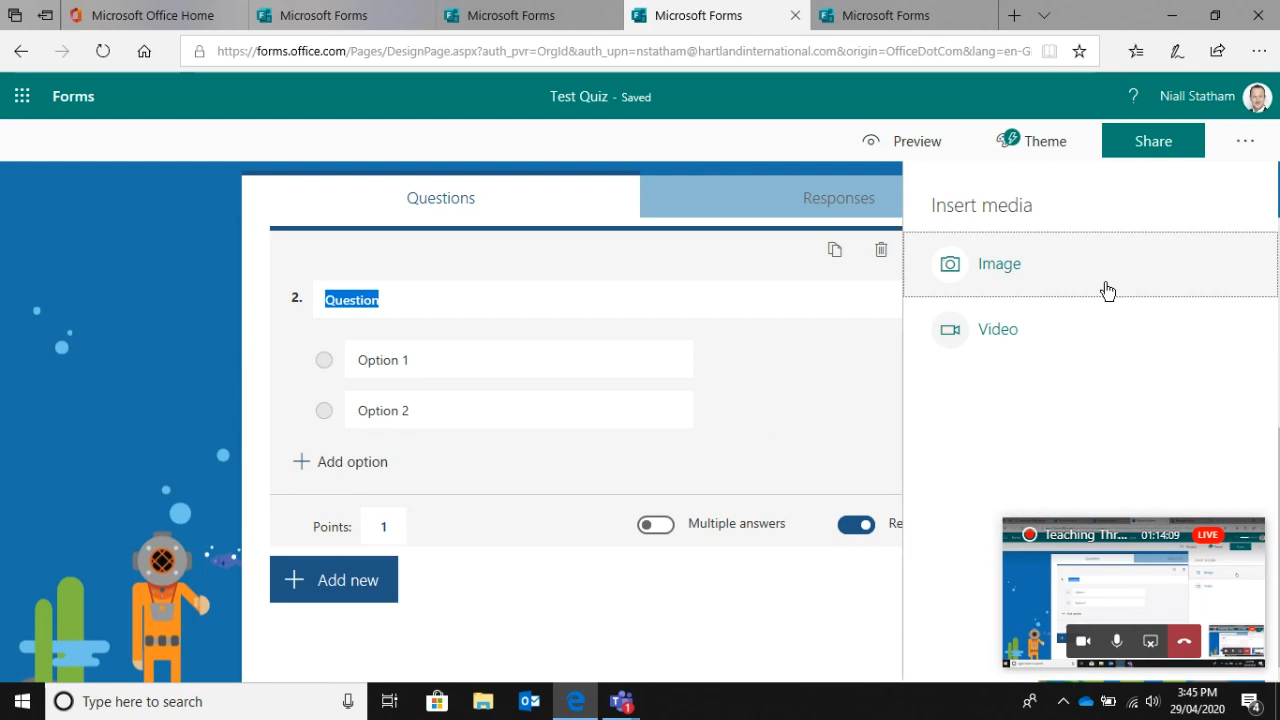 Microsoft Office Home
Microsoft Forms
Microsoft Forms
Microsoft Forms
Microsoft Forms
https://forms.office.com/Pages/DesignPage.aspx?auth_pvr=OrgId&auth_upn=nstatham@hartlandinternational.com&origin=OfficeDotCom&lang=en-G
Forms
Test Quiz - Saved
?
Niall Statham
Preview
Theme
Share
Questions
Responses
Insert media
Image
2.
Question
Video
Option 1
Option 2
Add option
Points:
1
Multiple answers
Re
Teaching Thr...
01:14:09
LIVE
Add new
Type here to search
1
3:45 PM
29/04/2020
4